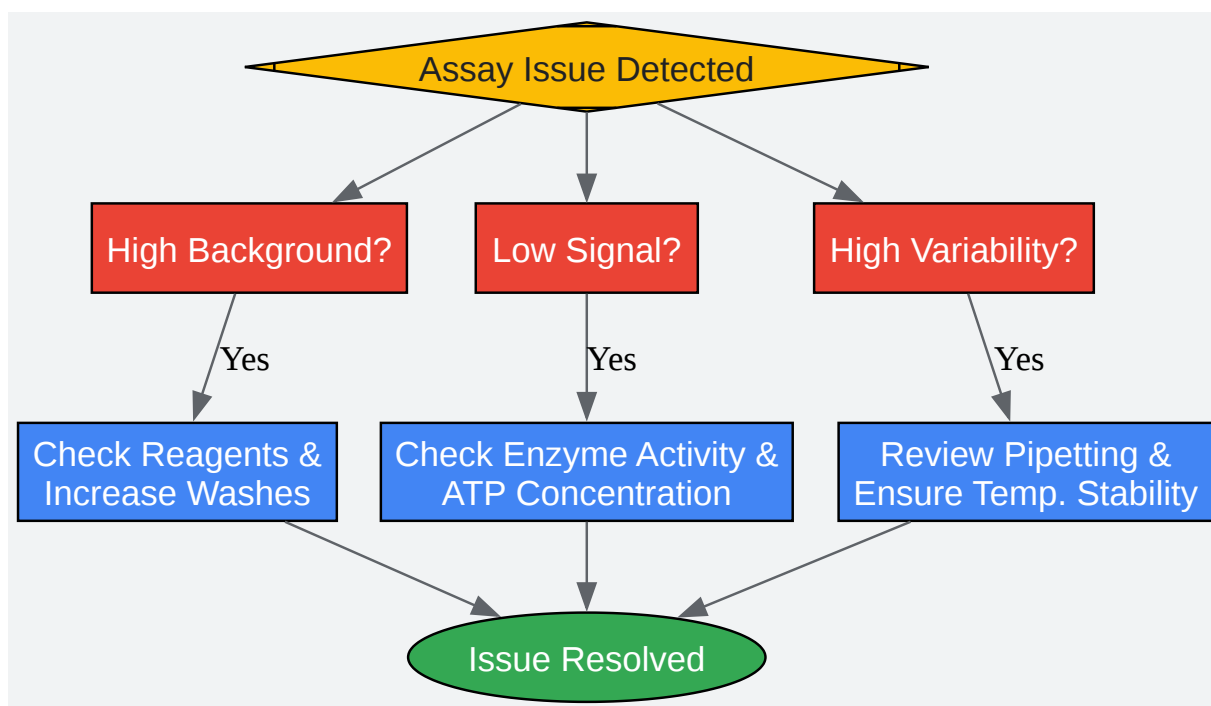 Assay Issue Detected
High Background?
Low Signal?
High Variability?
Yes
Yes
Yes
Check Reagents &
Increase Washes
Check Enzyme Activity &
ATP Concentration
Review Pipetting &
Ensure Temp. Stability
Issue Resolved